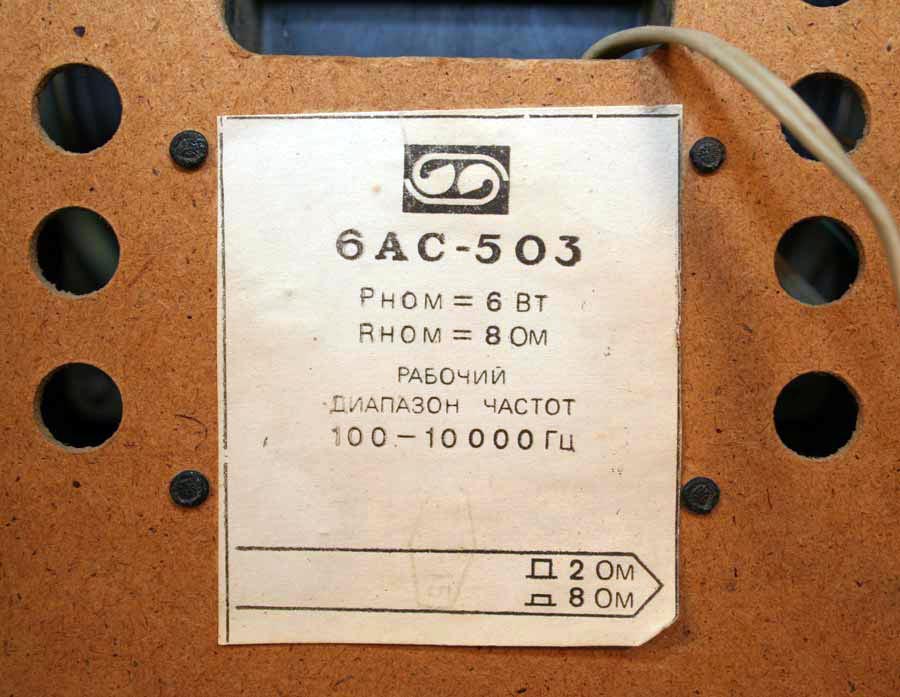 6АС-503
Рном = 6 Вт
Rном = 8 Ом
РАБОЧИЙ
ДИАПАЗОН ЧАСТОТ
100 – 10 000 Гц
2 Ом
8 Ом